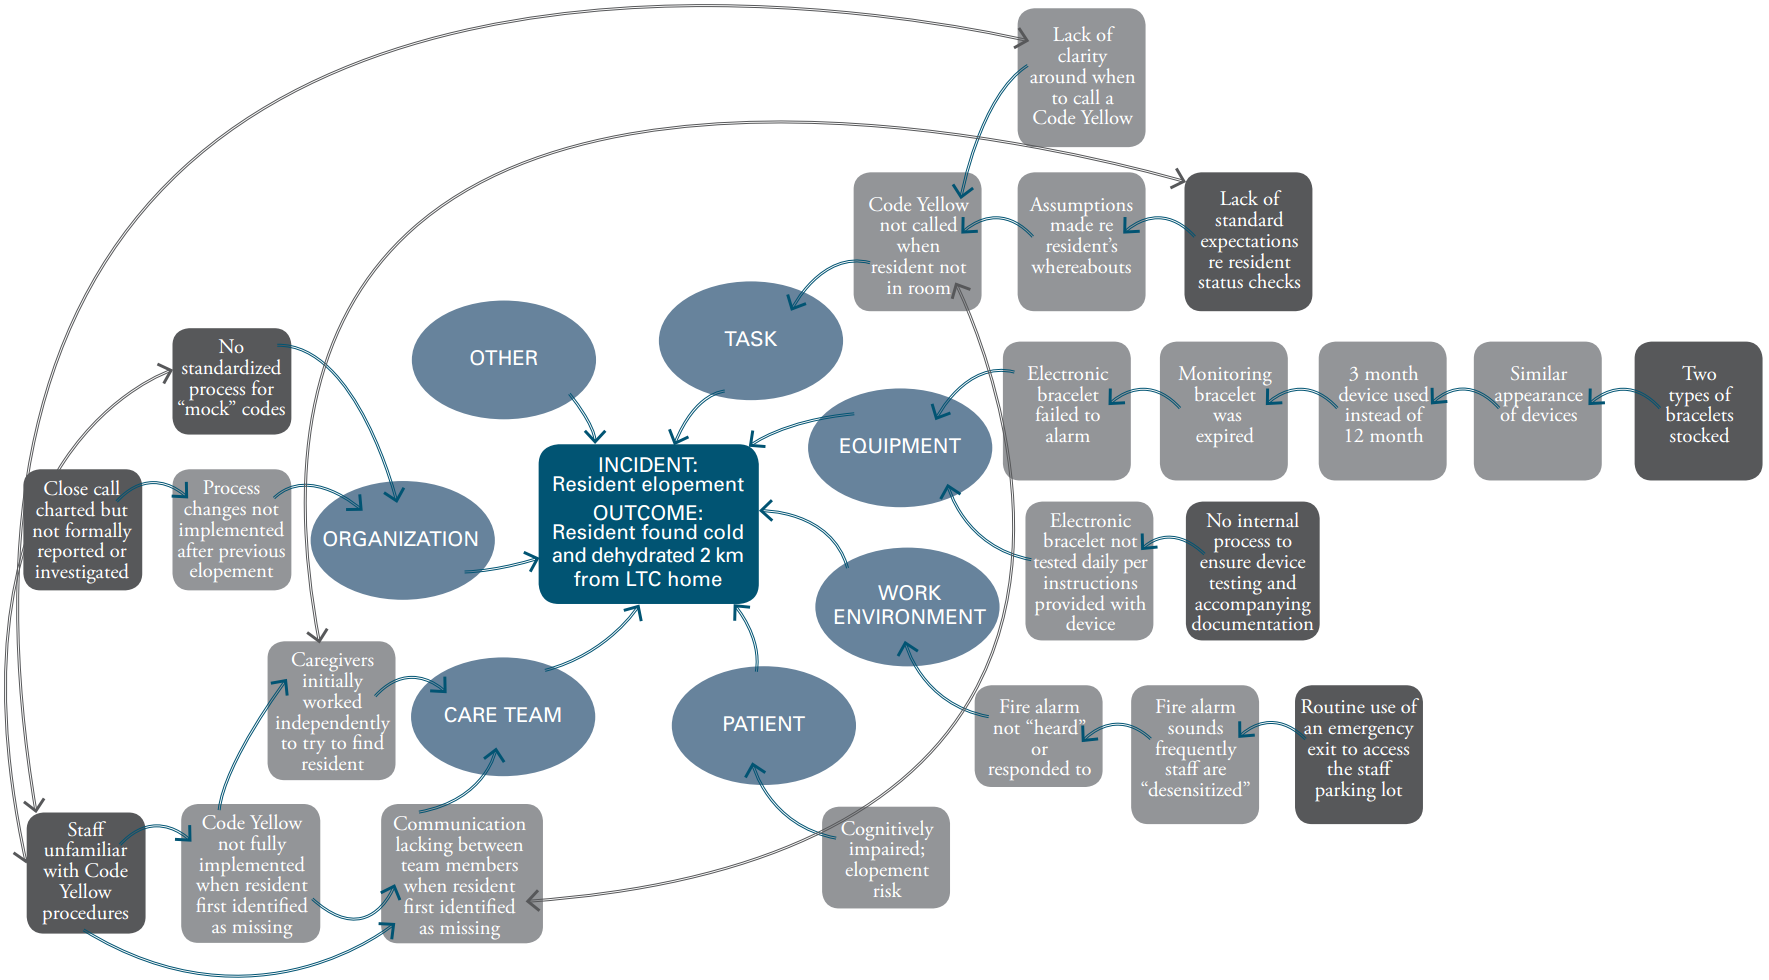 Lack of
clarity
around when
to call a
Code Yellow
Code Yellow
not called
when
resident not
in room
Assumptions
made re
resident’s
whereabouts
Lack of
standard
expectations
re resident
status checks
OTHER
TASK
No
standardized
process for
“mock” codes
Electronic
bracelet
failed to
alarm
Monitoring
bracelet
was
expired
3 month
device used
instead of
12 month
Similar
appearance
of devices
Two
types of
bracelets
stocked
EQUIPMENT
INCIDENT:
Resident elopement
OUTCOME:
Resident found cold
and dehydrated 2 km
from LTC home
Close call
charted but
not formally
reported or
investigated
Process
changes not
implemented
after previous
elopement
ORGANIZATION
Electronic
bracelet not
tested daily per
instructions
provided with
device
No internal
process to
ensure device
testing and
accompanying
documentation
WORK
ENVIRONMENT
Caregivers
initially
worked
independently
to try to find
resident
CARE TEAM
PATIENT
Fire alarm
not “heard”
or
responded to
Fire alarm
sounds
frequently
staff are
“desensitized”
Routine use of
an emergency
exit to access
the staff
parking lot
Staff
unfamiliar
with Code
Yellow
procedures
Code Yellow
not fully
implemented
when resident
first identified
as missing
Communication
lacking between
team members
when resident
first identified
as missing
Cognitively
impaired;
elopement
risk